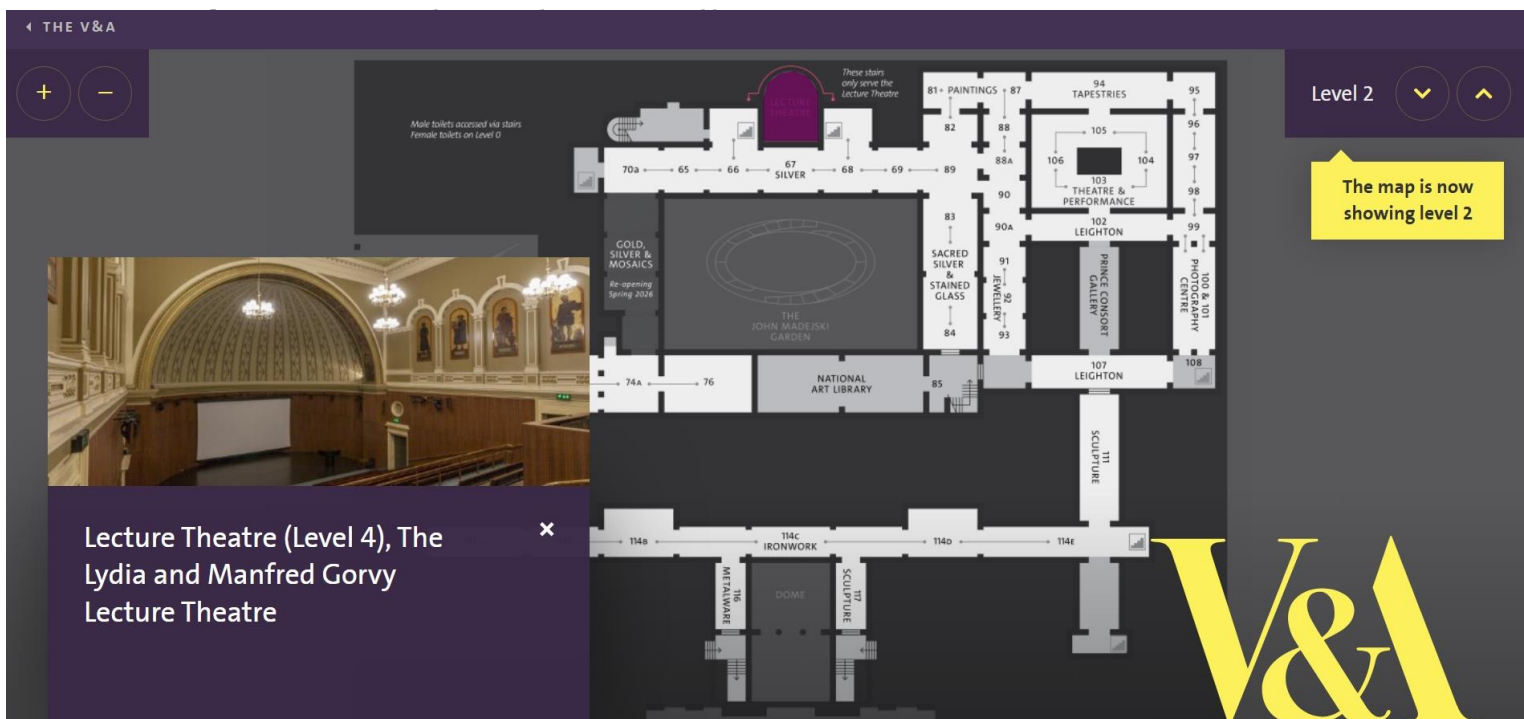 THE V&A
+
−
Level 2
The map is now
showing level 2
These stairs
only serve the
Lecture Theatre
LECTURE
THEATRE
Male toilets accessed via stairs
Female toilets on Level 0
81 PAINTINGS 87
94
TAPESTRIES
95
82
88
105
96
70a 65 66
67
SILVER
68 69 89
88A
106
104
97
103
THEATRE &
PERFORMANCE
90
98
83
90A
102
LEIGHTON
99
GOLD,
SILVER &
MOSAICS
Re-opening
Spring 2026
SACRED
SILVER
&
STAINED
GLASS
84
91
92
JEWELLERY
93
PRINCE CONSORT
GALLERY
100 & 101
PHOTOGRAPHY
CENTRE
THE
JOHN MADEJSKI
GARDEN
74A 76
NATIONAL
ART LIBRARY
85
107
LEIGHTON
108
111
SCULPTURE
114B
114C
IRONWORK
114D
114E
116
METALWARE
DOME
117
SCULPTURE
Lecture Theatre (Level 4), The
Lydia and Manfred Gorvy
Lecture Theatre
×
V&A